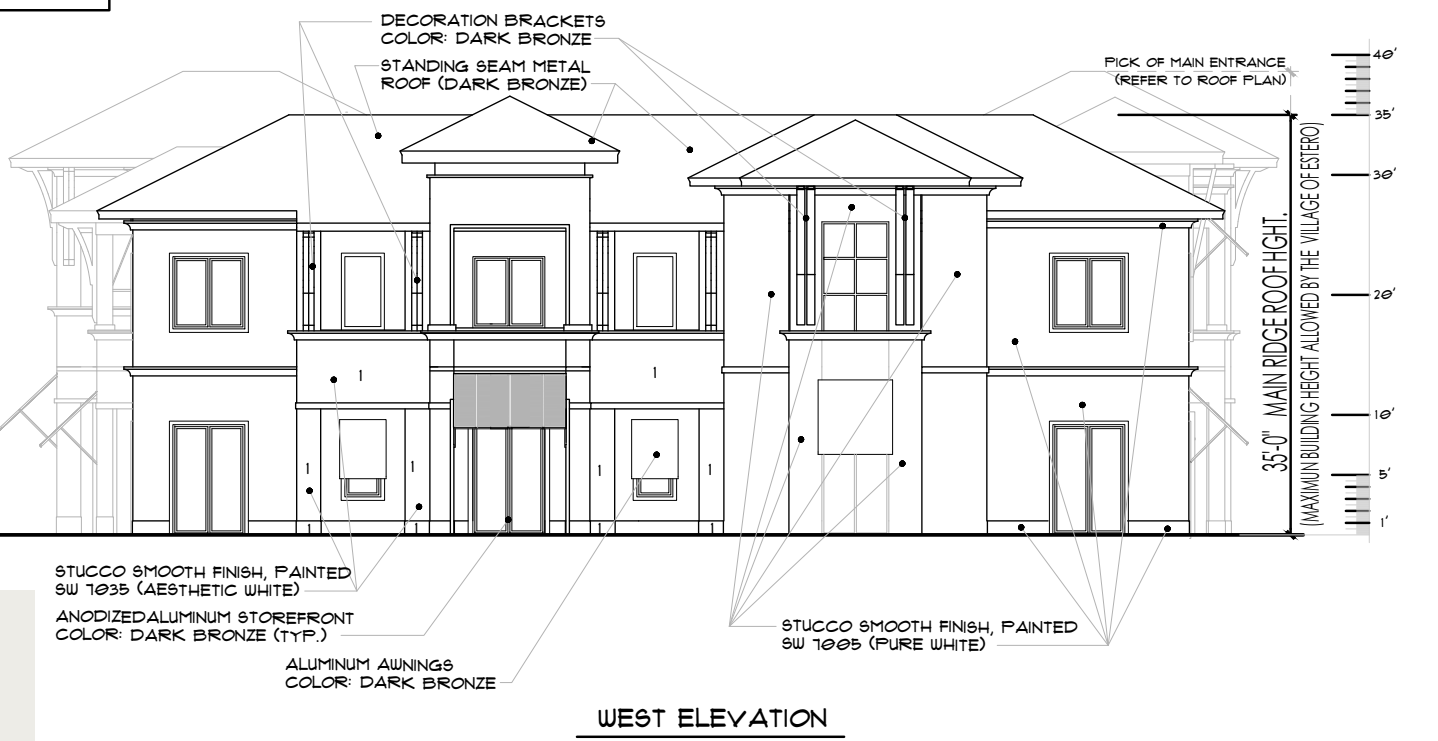 DECORATION BRACKETS
COLOR: DARK BRONZE
STANDING SEAM METAL
ROOF (DARK BRONZE)
PICK OF MAIN ENTRANCE
(REFER TO ROOF PLAN)
40'
35'
30'
20'
10'
5'
1'
35'-0" MAIN RIDGE ROOF HGHT.
(MAXIMUN BUILDING HEIGHT ALLOWED BY THE VILLAGE OF ESTERO)
1
1
1
1
1
1
1
1
1
1
STUCCO SMOOTH FINISH, PAINTED
SW 7035 (AESTHETIC WHITE)
ANODIZEDALUMINUM STOREFRONT
COLOR: DARK BRONZE (TYP.)
ALUMINUM AWNINGS
COLOR: DARK BRONZE
STUCCO SMOOTH FINISH, PAINTED
SW 7005 (PURE WHITE)
WEST ELEVATION